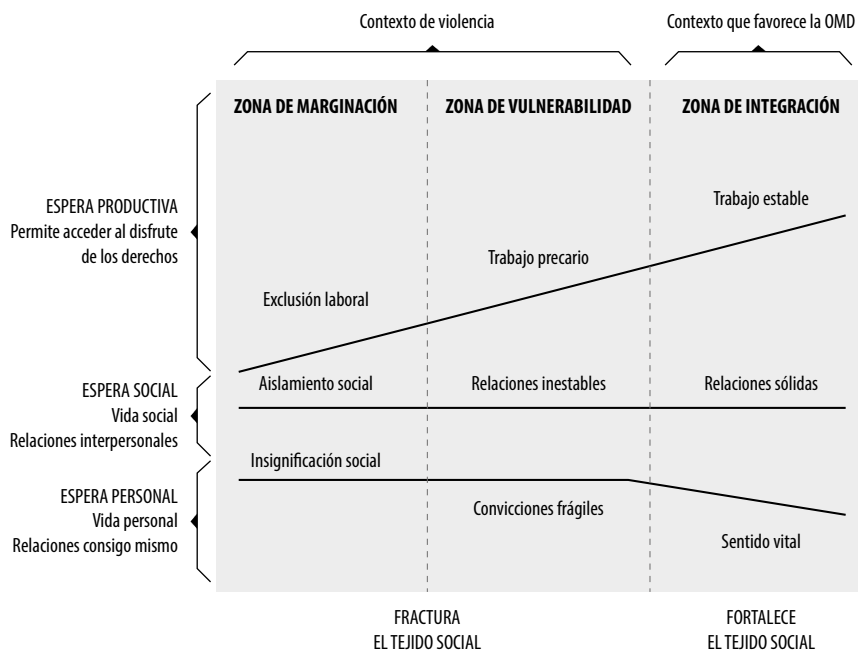 Contexto de violencia
Contexto que favorece la OMD
ZONA DE MARGINACIÓN
ZONA DE VULNERABILIDAD
ZONA DE INTEGRACIÓN
ESPERA PRODUCTIVA
Permite acceder al disfrute
de los derechos
Exclusión laboral
Trabajo precario
Trabajo estable
ESPERA SOCIAL
Vida social
Relaciones interpersonales
Aislamiento social
Relaciones inestables
Relaciones sólidas
ESPERA PERSONAL
Vida personal
Relaciones consigo mismo
Insignificación social
Convicciones frágiles
Sentido vital
FRACTURA
EL TEJIDO SOCIAL
FORTALECE
EL TEJIDO SOCIAL